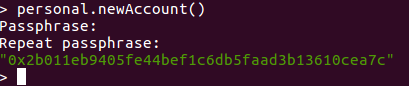 > personal.newAccount()
Passphrase:
Repeat passphrase:
"0x2b011eb9405fe44bef1c6db5faad3b13610cea7c"
>